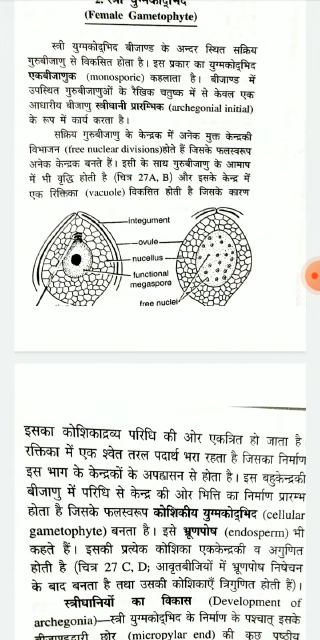 2. स्त्री युग्मकोद्भिद्
(Female Gametophyte)
स्त्री युग्मकोद्भिद बीजाण्ड के अन्दर स्थित सक्रिय
गुरुबीजाणु से विकसित होता है। इस प्रकार का युग्मकोद्भिद
एकबीजाणुक (monosporic) कहलाता है। बीजाण्ड में
उपस्थित गुरुबीजाणुओं के रैखिक चतुष्क में से केवल एक
आधारीय बीजाणु स्त्रीधानी प्रारम्भिक (archegonial initial)
के रूप में कार्य करता है।
सक्रिय गुरुबीजाणु के केन्द्रक में अनेक मुक्त केन्द्रकी
विभाजन (free nuclear divisions)होते हैं जिसके फलस्वरूप
अनेक केन्द्रक बनते हैं। इसी के साथ गुरुबीजाणु के आमाप
में भी वृद्धि होती है (चित्र 27A, B) और इसके केन्द्र में
एक रिक्तिका (vacuole) विकसित होती है जिसके कारण
integument
ovule
nucellus
functional
megaspore
free nuclei
इसका कोशिकाद्रव्य परिधि की ओर एकत्रित हो जाता है
रक्तिका में एक श्वेत तरल पदार्थ भरा रहता है जिसका निर्माण
इस भाग के केन्द्रकों के अपह्रासन से होता है। इस बहुकेन्द्रकी
बीजाणु में परिधि से केन्द्र की ओर भित्ति का निर्माण प्रारम्भ
होता है जिसके फलस्वरूप कोशिकीय युग्मकोद्भिद (cellular
gametophyte) बनता है। इसे भ्रूणपोष (endosperm) भी
कहते हैं। इसकी प्रत्येक कोशिका एककेन्द्रकी व अगुणित
होती है (चित्र 27 C, D; आवृतबीजियों में भ्रूणपोष निषेचन
के बाद बनता है तथा उसकी कोशिकाएँ त्रिगुणित होती हैं)।
स्त्रीधानियों का विकास (Development of
archegonia)—स्त्री युग्मकोद्भिद के निर्माण के पश्चात् इसके
बीजाण्डद्वारी छोर (micropylar end) की कुछ पृष्ठीय